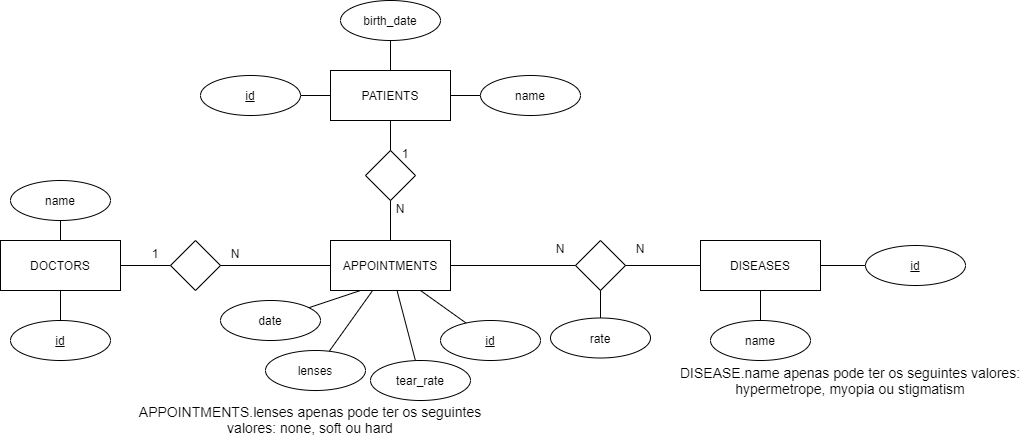 birth_date
id
PATIENTS
name
1
N
name
DOCTORS
1
N
APPOINTMENTS
N
N
DISEASES
id
id
date
lenses
tear_rate
id
rate
name
APPOINTMENTS.lenses apenas pode ter os seguintes
valores: none, soft ou hard
DISEASE.name apenas pode ter os seguintes valores:
hypermetrope, myopia ou stigmatism